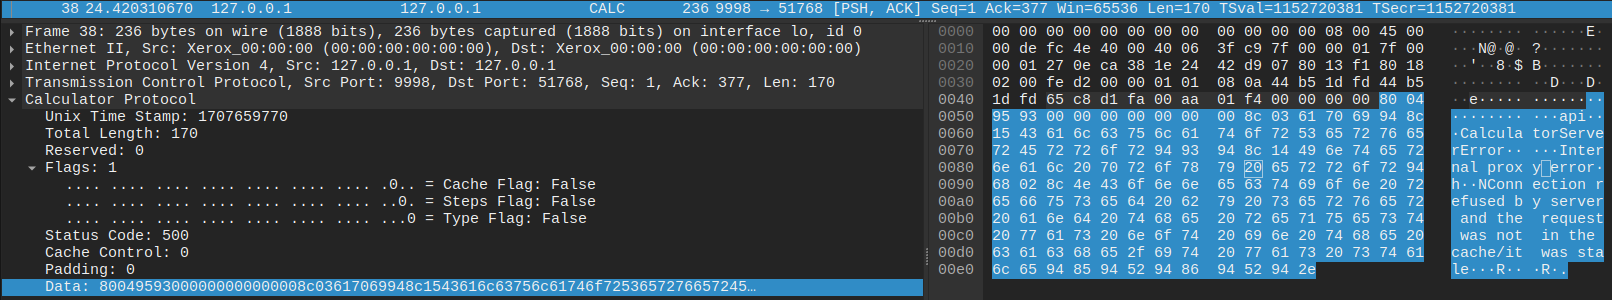 38 24.420310670 127.0.0.1 127.0.0.1 CALC 236 9998 → 51768 [PSH, ACK] Seq=1 Ack=377 Win=65536 Len=170 TSval=1152720381 TSecr=1152720381
Frame 38: 236 bytes on wire (1888 bits), 236 bytes captured (1888 bits) on interface lo, id 0
Ethernet II, Src: Xerox_00:00:00 (00:00:00:00:00:00), Dst: Xerox_00:00:00 (00:00:00:00:00:00)
Internet Protocol Version 4, Src: 127.0.0.1, Dst: 127.0.0.1
Transmission Control Protocol, Src Port: 9998, Dst Port: 51768, Seq: 1, Ack: 377, Len: 170
Calculator Protocol
Unix Time Stamp: 1707659770
Total Length: 170
Reserved: 0
Flags: 1
.... .... .... .... .... .... .... .0.. = Cache Flag: False
.... .... .... .... .... .... .... ..0. = Steps Flag: False
.... .... .... .... .... .... .... ...0 = Type Flag: False
Status Code: 500
Cache Control: 0
Padding: 0
Data: 80049593000000000000008c03617069948c1543616c63756c61746f7253657276657245…
0000 00 00 00 00 00 00 00 00 00 00 00 00 08 00 45 00 ········ ······E·
0010 00 de fc 4e 40 00 40 06 3f c9 7f 00 00 01 7f 00 ···N@·@· ?·······
0020 00 01 27 0e ca 38 1e 24 42 d9 07 80 13 f1 80 18 ··'··8·$ B·······
0030 02 00 fe d2 00 00 01 01 08 0a 44 b5 1d fd 44 b5 ········ ··D···D·
0040 1d fd 65 c8 d1 fa 00 aa 01 f4 00 00 00 00 80 04 ··e····· ········
0050 95 93 00 00 00 00 00 00 00 8c 03 61 70 69 94 8c ········ ···api··
0060 15 43 61 6c 63 75 6c 61 74 6f 72 53 65 72 76 65 ·Calcula torServe
0070 72 45 72 72 6f 72 94 93 94 8c 14 49 6e 74 65 72 rError·· ···Inter
0080 6e 61 6c 20 70 72 6f 78 79 20 65 72 72 6f 72 94 nal prox y error·
0090 68 02 8c 4e 43 6f 6e 6e 65 63 74 69 6f 6e 20 72 h··NConn ection r
00a0 65 66 75 73 65 64 20 62 79 20 73 65 72 76 65 72 efused b y server
00b0 20 61 6e 64 20 74 68 65 20 72 65 71 75 65 73 74 and the request
00c0 20 77 61 73 20 6e 6f 74 20 69 6e 20 74 68 65 20 was not in the
00d0 63 61 63 68 65 2f 69 74 20 77 61 73 20 73 74 61 cache/it was sta
00e0 6c 65 94 85 94 52 94 86 94 52 94 2e le···R·· ·R·.